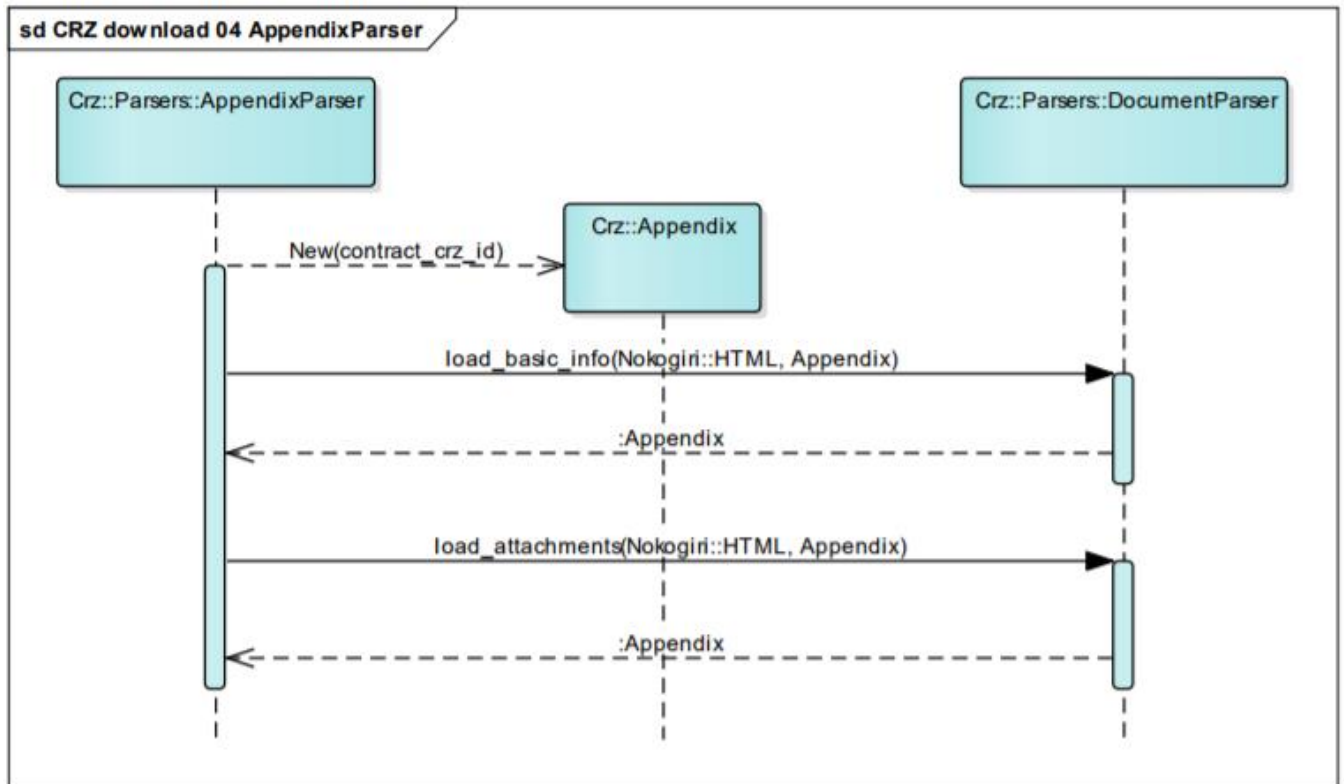 sd CRZ download 04 AppendixParser
Crz::Parsers::AppendixParser
Crz::Parsers::DocumentParser
Crz::Appendix
New(contract_crz_id)
load_basic_info(Nokogiri::HTML, Appendix)
:Appendix
load_attachments(Nokogiri::HTML, Appendix)
:Appendix